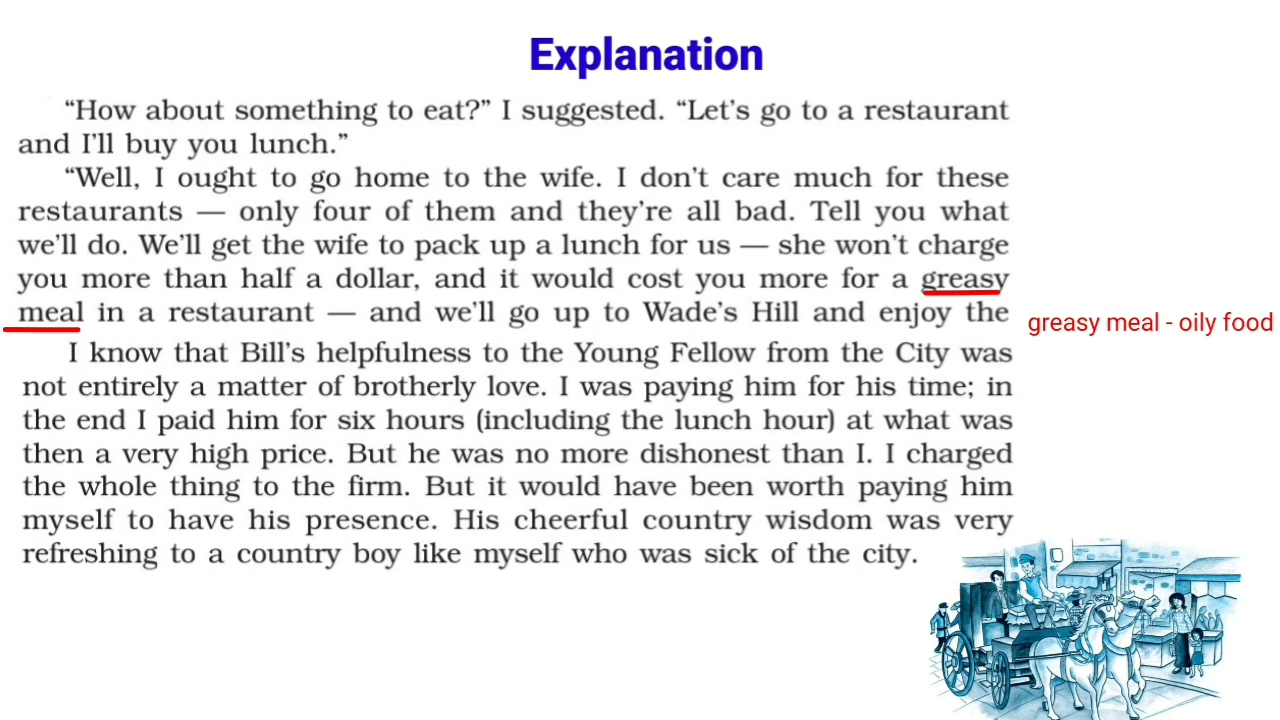 Explanation
“How about something to eat?” I suggested. “Let’s go to a restaurant
and I’ll buy you lunch.”
“Well, I ought to go home to the wife. I don’t care much for these
restaurants — only four of them and they’re all bad. Tell you what
we’ll do. We’ll get the wife to pack up a lunch for us — she won’t charge
you more than half a dollar, and it would cost you more for a greasy
meal in a restaurant — and we’ll go up to Wade’s Hill and enjoy the
greasy meal - oily food
I know that Bill’s helpfulness to the Young Fellow from the City was
not entirely a matter of brotherly love. I was paying him for his time; in
the end I paid him for six hours (including the lunch hour) at what was
then a very high price. But he was no more dishonest than I. I charged
the whole thing to the firm. But it would have been worth paying him
myself to have his presence. His cheerful country wisdom was very
refreshing to a country boy like myself who was sick of the city.